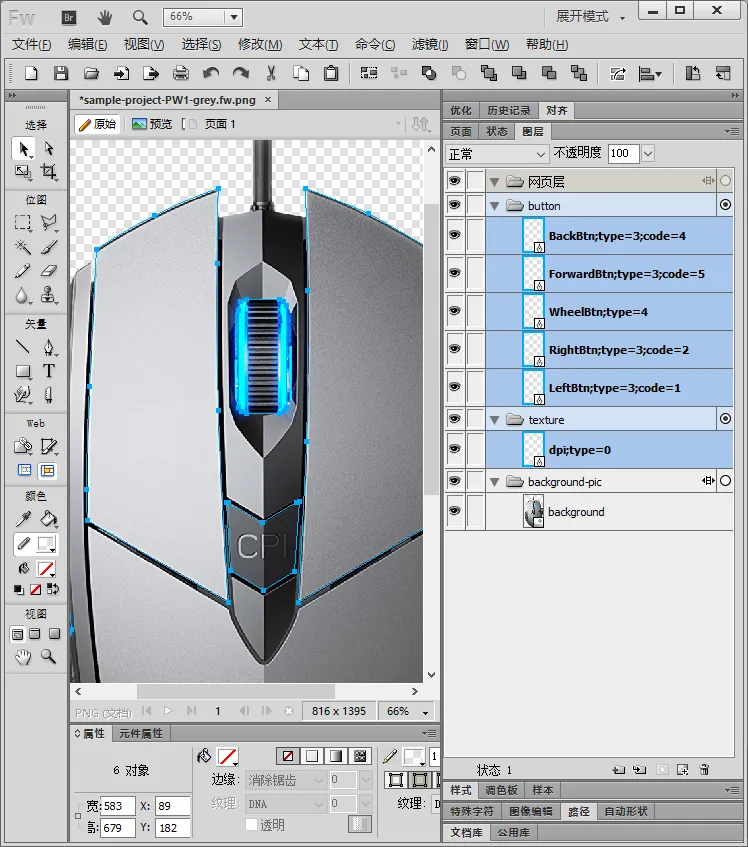 Fw Br 66% 展开模式
文件(F) 编辑(E) 视图(V) 选择(S) 修改(M) 文本(T) 命令(C) 滤镜(I) 窗口(W) 帮助(H)
*sample-project-PW1-grey.fw.png ×
原始 预览 页面 1
选择
位图
矢量
T
Web
颜色
视图
CPI
PNG (文档) 1 816 x 1395 66%
属性 元件属性
6 对象
宽: 583 X: 89
高: 679 Y: 182
边缘: 消除锯齿 0
纹理: DNA 0
透明
1
纹理: D
优化 历史记录 对齐
页面 状态 图层
正常 不透明度 100
网页层
button
BackBtn;type=3;code=4
ForwardBtn;type=3;code=5
WheelBtn;type=4
RightBtn;type=3;code=2
LeftBtn;type=3;code=1
texture
dpi;type=0
background-pic
background
状态 1
样式 调色板 样本
特殊字符 图像编辑 路径 自动形状
文档库 公用库